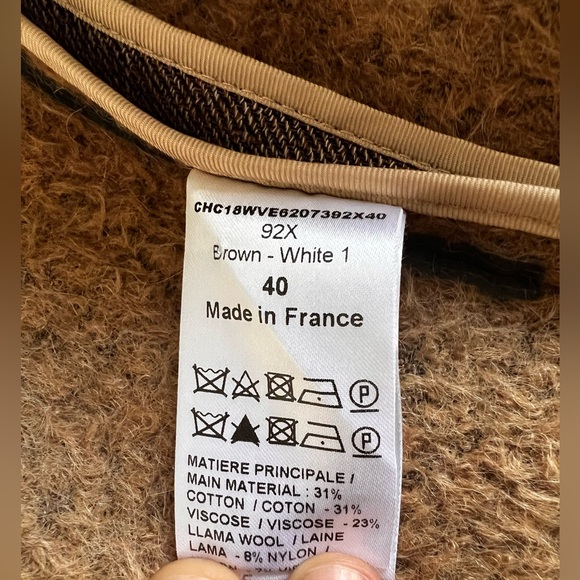 CHC18WVE6207392X40
92X
Brown - White 1
40
Made in France
P
P
MATIERE PRINCIPALE /
MAIN MATERIAL : 31%
COTTON / COTON - 31%
VISCOSE / VISCOSE - 23%
LLAMA WOOL / LAINE
LAMA - 8% NYLON /